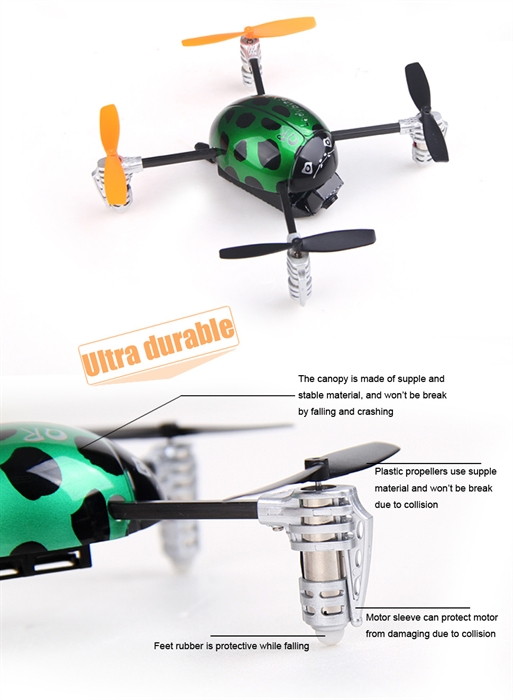 Ultra durable
The canopy is made of supple and
stable material, and won't be break
by falling and crashing
QR
Plastic propellers use supple
material and won't be break
due to collision
Motor sleeve can protect motor
from damaging due to collision
Feet rubber is protective while falling